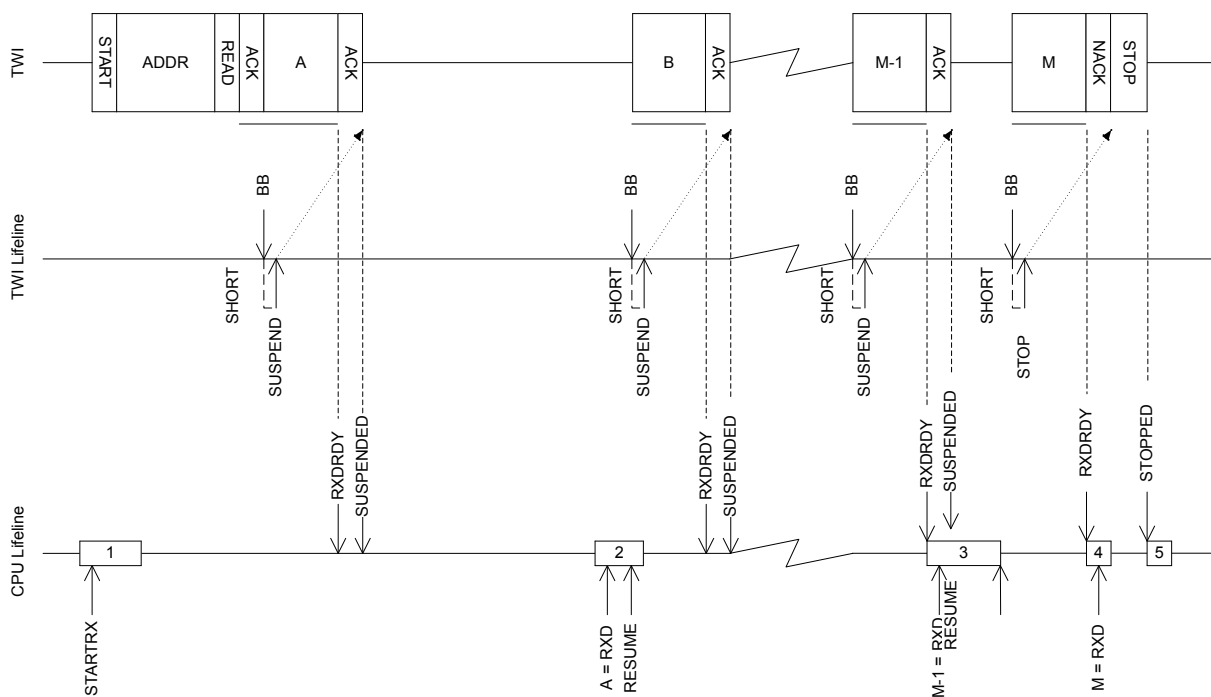 TWI
START
ADDR
READ
ACK
A
ACK
B
ACK
M-1
ACK
M
NACK
STOP
TWI Lifeline
BB
SHORT
SUSPEND
BB
SHORT
SUSPEND
BB
SHORT
SUSPEND
BB
SHORT
STOP
RXDRDY
SUSPENDED
RXDRDY
SUSPENDED
RXDRDY
SUSPENDED
RXDRDY
STOPPED
CPU Lifeline
1
2
3
4
5
STARTRX
A = RXD
RESUME
M-1 = RXD
RESUME
M = RXD